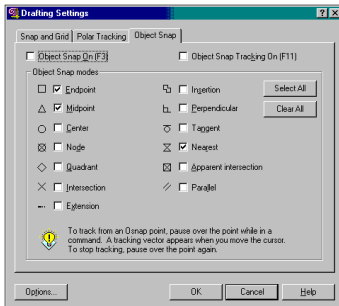 Drafting Settings
Snap and Grid Polar Tracking Object Snap
Object Snap On (F3) Object Snap Tracking On (F11)
Object Snap modes
Endpoint Insertion Select All
Midpoint Perpendicular Clear All
Center Tangent
Node Nearest
Quadrant Apparent intersection
Intersection Parallel
Extension
To track from an Osnap point, pause over the point while in a
command. A tracking vector appears when you move the cursor.
To stop tracking, pause over the point again.
Options... OK Cancel Help